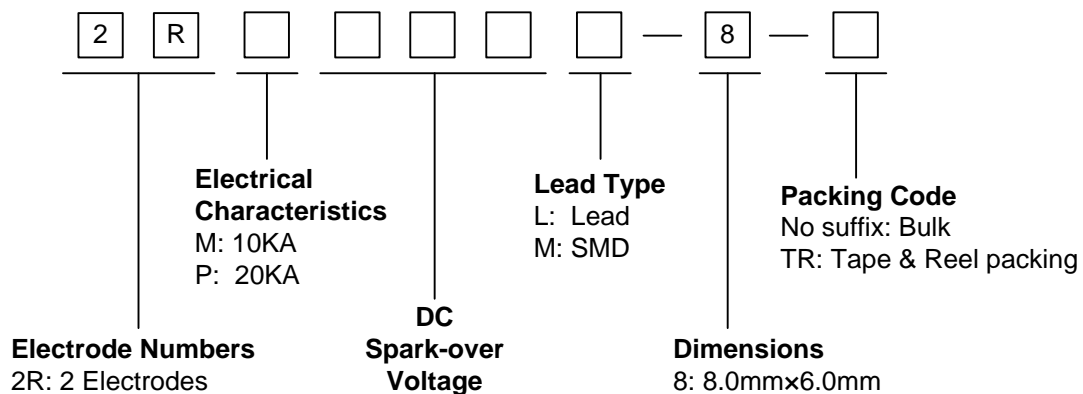 2 R — 8 —
Electrical
Characteristics
M: 10KA
P: 20KA
Lead Type
L: Lead
M: SMD
Packing Code
No suffix: Bulk
TR: Tape & Reel packing
Electrode Numbers
2R: 2 Electrodes
DC
Spark-over
Voltage
Dimensions
8: 8.0mm×6.0mm